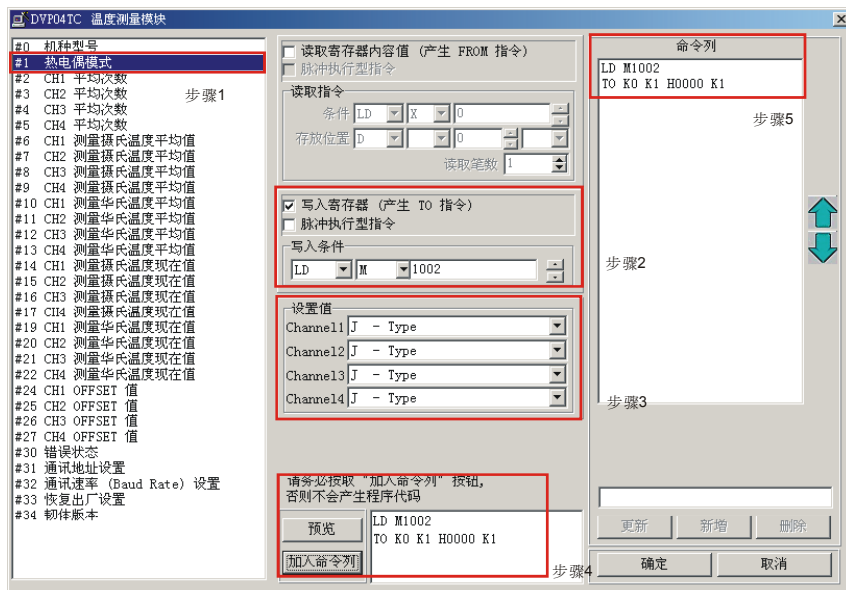 DVP04TC 温度测量模块
#0 机种型号
#1 热电偶模式
#2 CH1 平均次数
#3 CH2 平均次数
#4 CH3 平均次数
#5 CH4 平均次数
#6 CH1 测量摄氏温度平均值
#7 CH2 测量摄氏温度平均值
#8 CH3 测量摄氏温度平均值
#9 CH4 测量摄氏温度平均值
#10 CH1 测量华氏温度平均值
#11 CH2 测量华氏温度平均值
#12 CH3 测量华氏温度平均值
#13 CH4 测量华氏温度平均值
#14 CH1 测量摄氏温度现在值
#15 CH2 测量摄氏温度现在值
#16 CH3 测量摄氏温度现在值
#17 CH4 测量摄氏温度现在值
#19 CH1 测量华氏温度现在值
#20 CH2 测量华氏温度现在值
#21 CH3 测量华氏温度现在值
#22 CH4 测量华氏温度现在值
#24 CH1 OFFSET 值
#25 CH2 OFFSET 值
#26 CH3 OFFSET 值
#27 CH4 OFFSET 值
#30 错误状态
#31 通讯地址设置
#32 通讯速率 (Baud Rate) 设置
#33 恢复出厂设置
#34 韧体版本
步骤1
读取寄存器内容值 (产生 FROM 指令)
脉冲执行型指令
读取指令
条件 LD X 0
存放位置 D 0
读取笔数 1
写入寄存器 (产生 TO 指令)
脉冲执行型指令
写入条件
LD M 1002
步骤2
设置值
Channel1 J - Type
Channel2 J - Type
Channel3 J - Type
Channel4 J - Type
步骤3
请务必按取 "加入命令列" 按钮,
否则不会产生程序代码
预览
加入命令列
LD M1002
TO K0 K1 H0000 K1
步骤4
命令列
LD M1002
TO K0 K1 H0000 K1
步骤5
更新 新增 删除
确定 取消